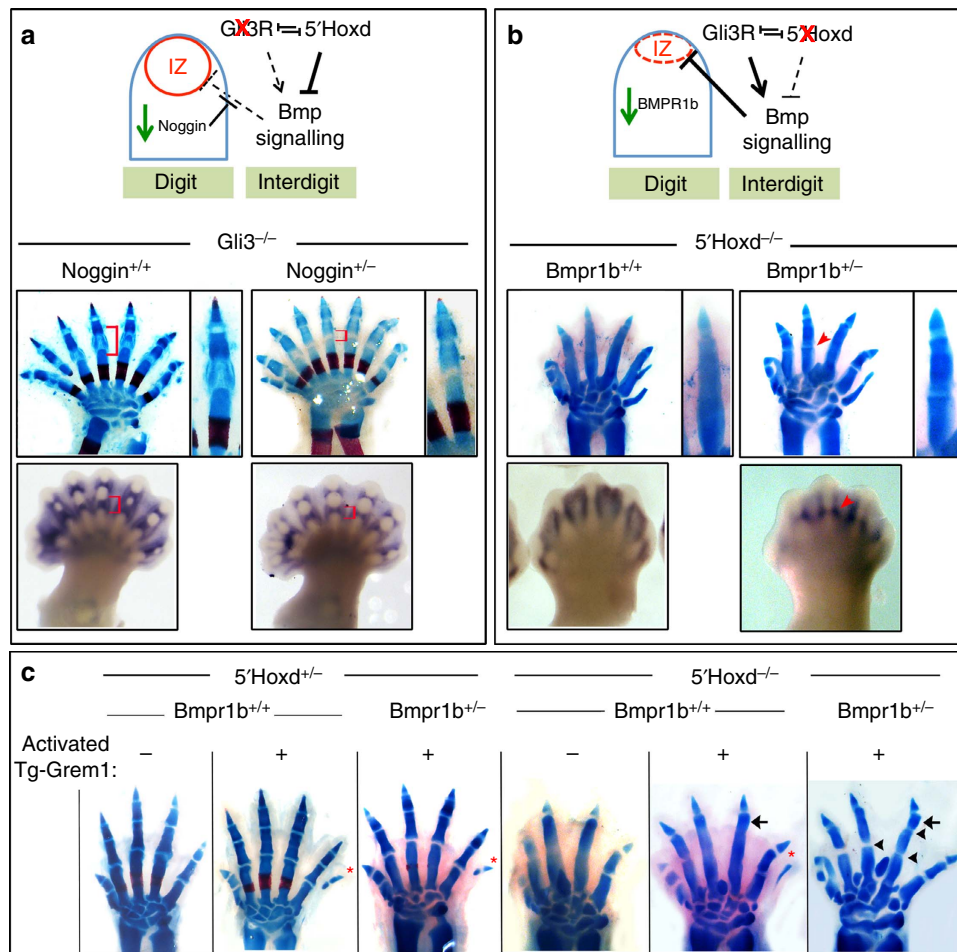 a
Gli3R 5′Hoxd
IZ
Noggin
Bmp
signalling
Digit
Interdigit
Gli3–/–
Noggin+/+
Noggin+/–
b
Gli3R 5′Hoxd
IZ
BMPR1b
Bmp
signalling
Digit
Interdigit
5′Hoxd–/–
Bmpr1b+/+
Bmpr1b+/–
c
5′Hoxd+/–
5′Hoxd–/–
Bmpr1b+/+
Bmpr1b+/–
Bmpr1b+/+
Bmpr1b+/–
Activated
Tg-Grem1:
– + + – + +
* * *